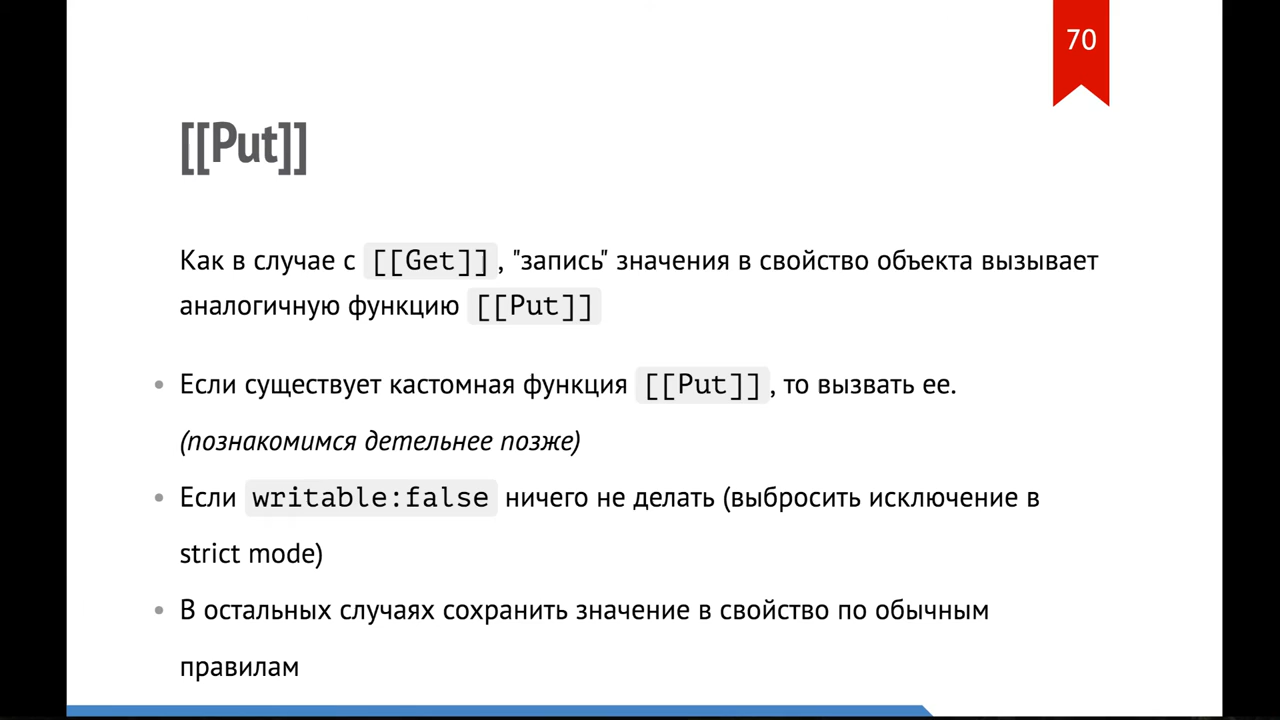 70
[[Put]]
Как в случае с [[Get]], "запись" значения в свойство объекта вызывает
аналогичную функцию [[Put]]
• Если существует кастомная функция [[Put]], то вызвать ее.
(познакомимся детельнее позже)
• Если writable:false ничего не делать (выбросить исключение в
strict mode)
• В остальных случаях сохранить значение в свойство по обычным
правилам